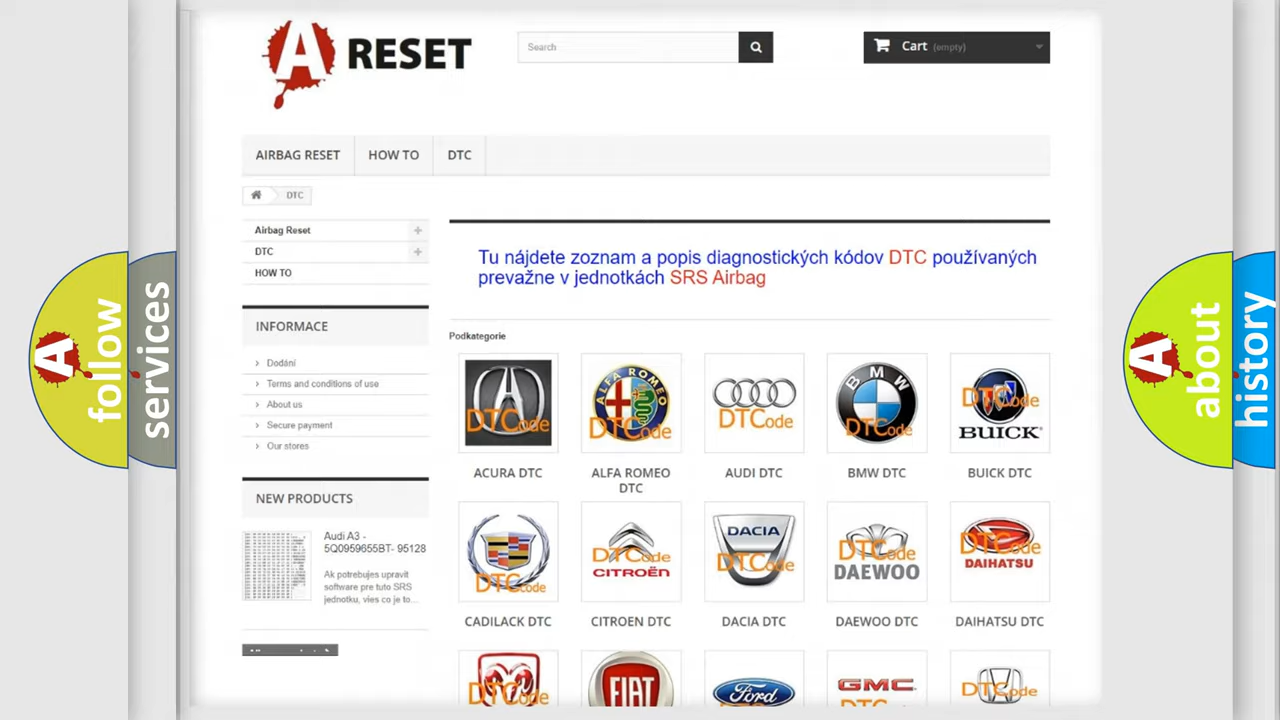 A RESET
Search
Cart (empty)
AIRBAG RESET
HOW TO
DTC
DTC
Airbag Reset
DTC
HOW TO
INFORMACE
Dodání
Terms and conditions of use
About us
Secure payment
Our stores
NEW PRODUCTS
Audi A3 -
5Q0959655BT- 95128
Ak potrebujes upravit
software pre tuto SRS
jednotku, vies co je to...
Tu nájdete zoznam a popis diagnostických kódov DTC používaných
prevažne v jednotkách SRS Airbag
Podkategorie
DTCode
ALFA ROMEO
DTCode
DTCode
BMW
DTCode
DTCode
BUICK
ACURA DTC
ALFA ROMEO
DTC
AUDI DTC
BMW DTC
BUICK DTC
DTCode
DTCode
CITROËN
DACIA
DTCode
DTCode
DAEWOO
DTCode
DAIHATSU
CADILACK DTC
CITROEN DTC
DACIA DTC
DAEWOO DTC
DAIHATSU DTC
DTCode
FIAT
Ford
GMC
DTCode
A follow
services
A about
history